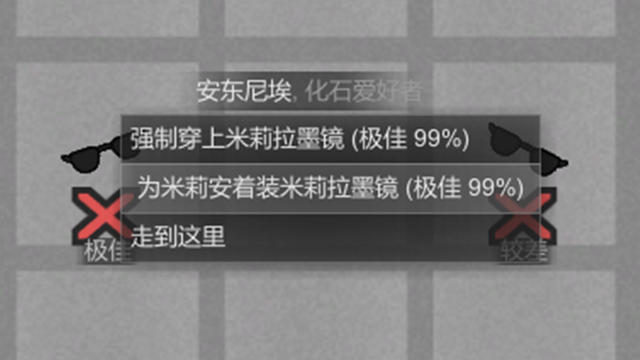 安东尼埃, 化石爱好者
强制穿上米莉拉墨镜 (极佳 99%)
为米莉安着装米莉拉墨镜 (极佳 99%)
走到这里
极佳
较差